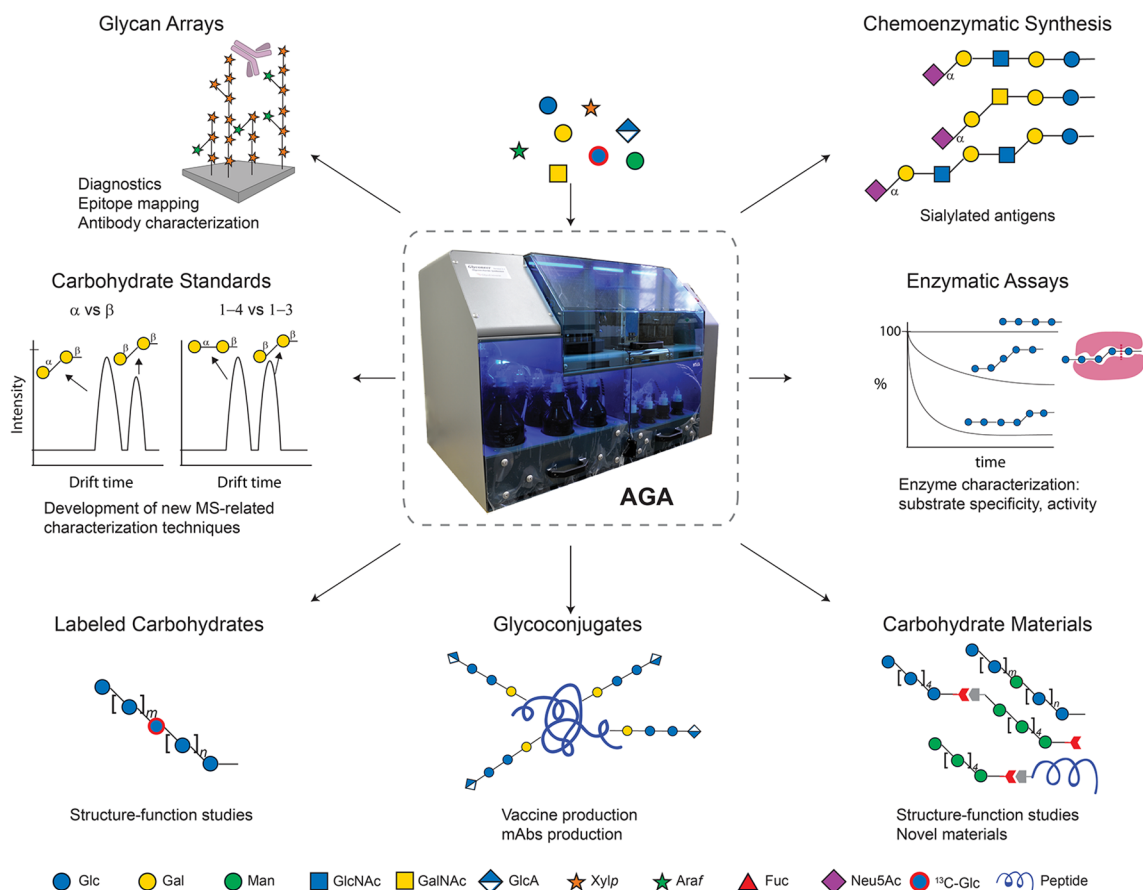 Glycan Arrays
Diagnostics
Epitope mapping
Antibody characterization
Chemoenzymatic Synthesis
α
α
α
Sialylated antigens
Carbohydrate Standards
α vs β
1–4 vs 1–3
α
β
β
β
α
β
β
β
Intensity
Drift time
Drift time
Development of new MS-related
characterization techniques
AGA
Enzymatic Assays
100
%
time
Enzyme characterization:
substrate specificity, activity
Labeled Carbohydrates
[ ]m
[ ]n
Structure-function studies
Glycoconjugates
Vaccine production
mAbs production
Carbohydrate Materials
[ ]4
[ ]m
[ ]n
[ ]4
[ ]4
Structure-function studies
Novel materials
Glc
Gal
Man
GlcNAc
GalNAc
GlcA
Xylp
Araf
Fuc
Neu5Ac
¹³C-Glc
Peptide